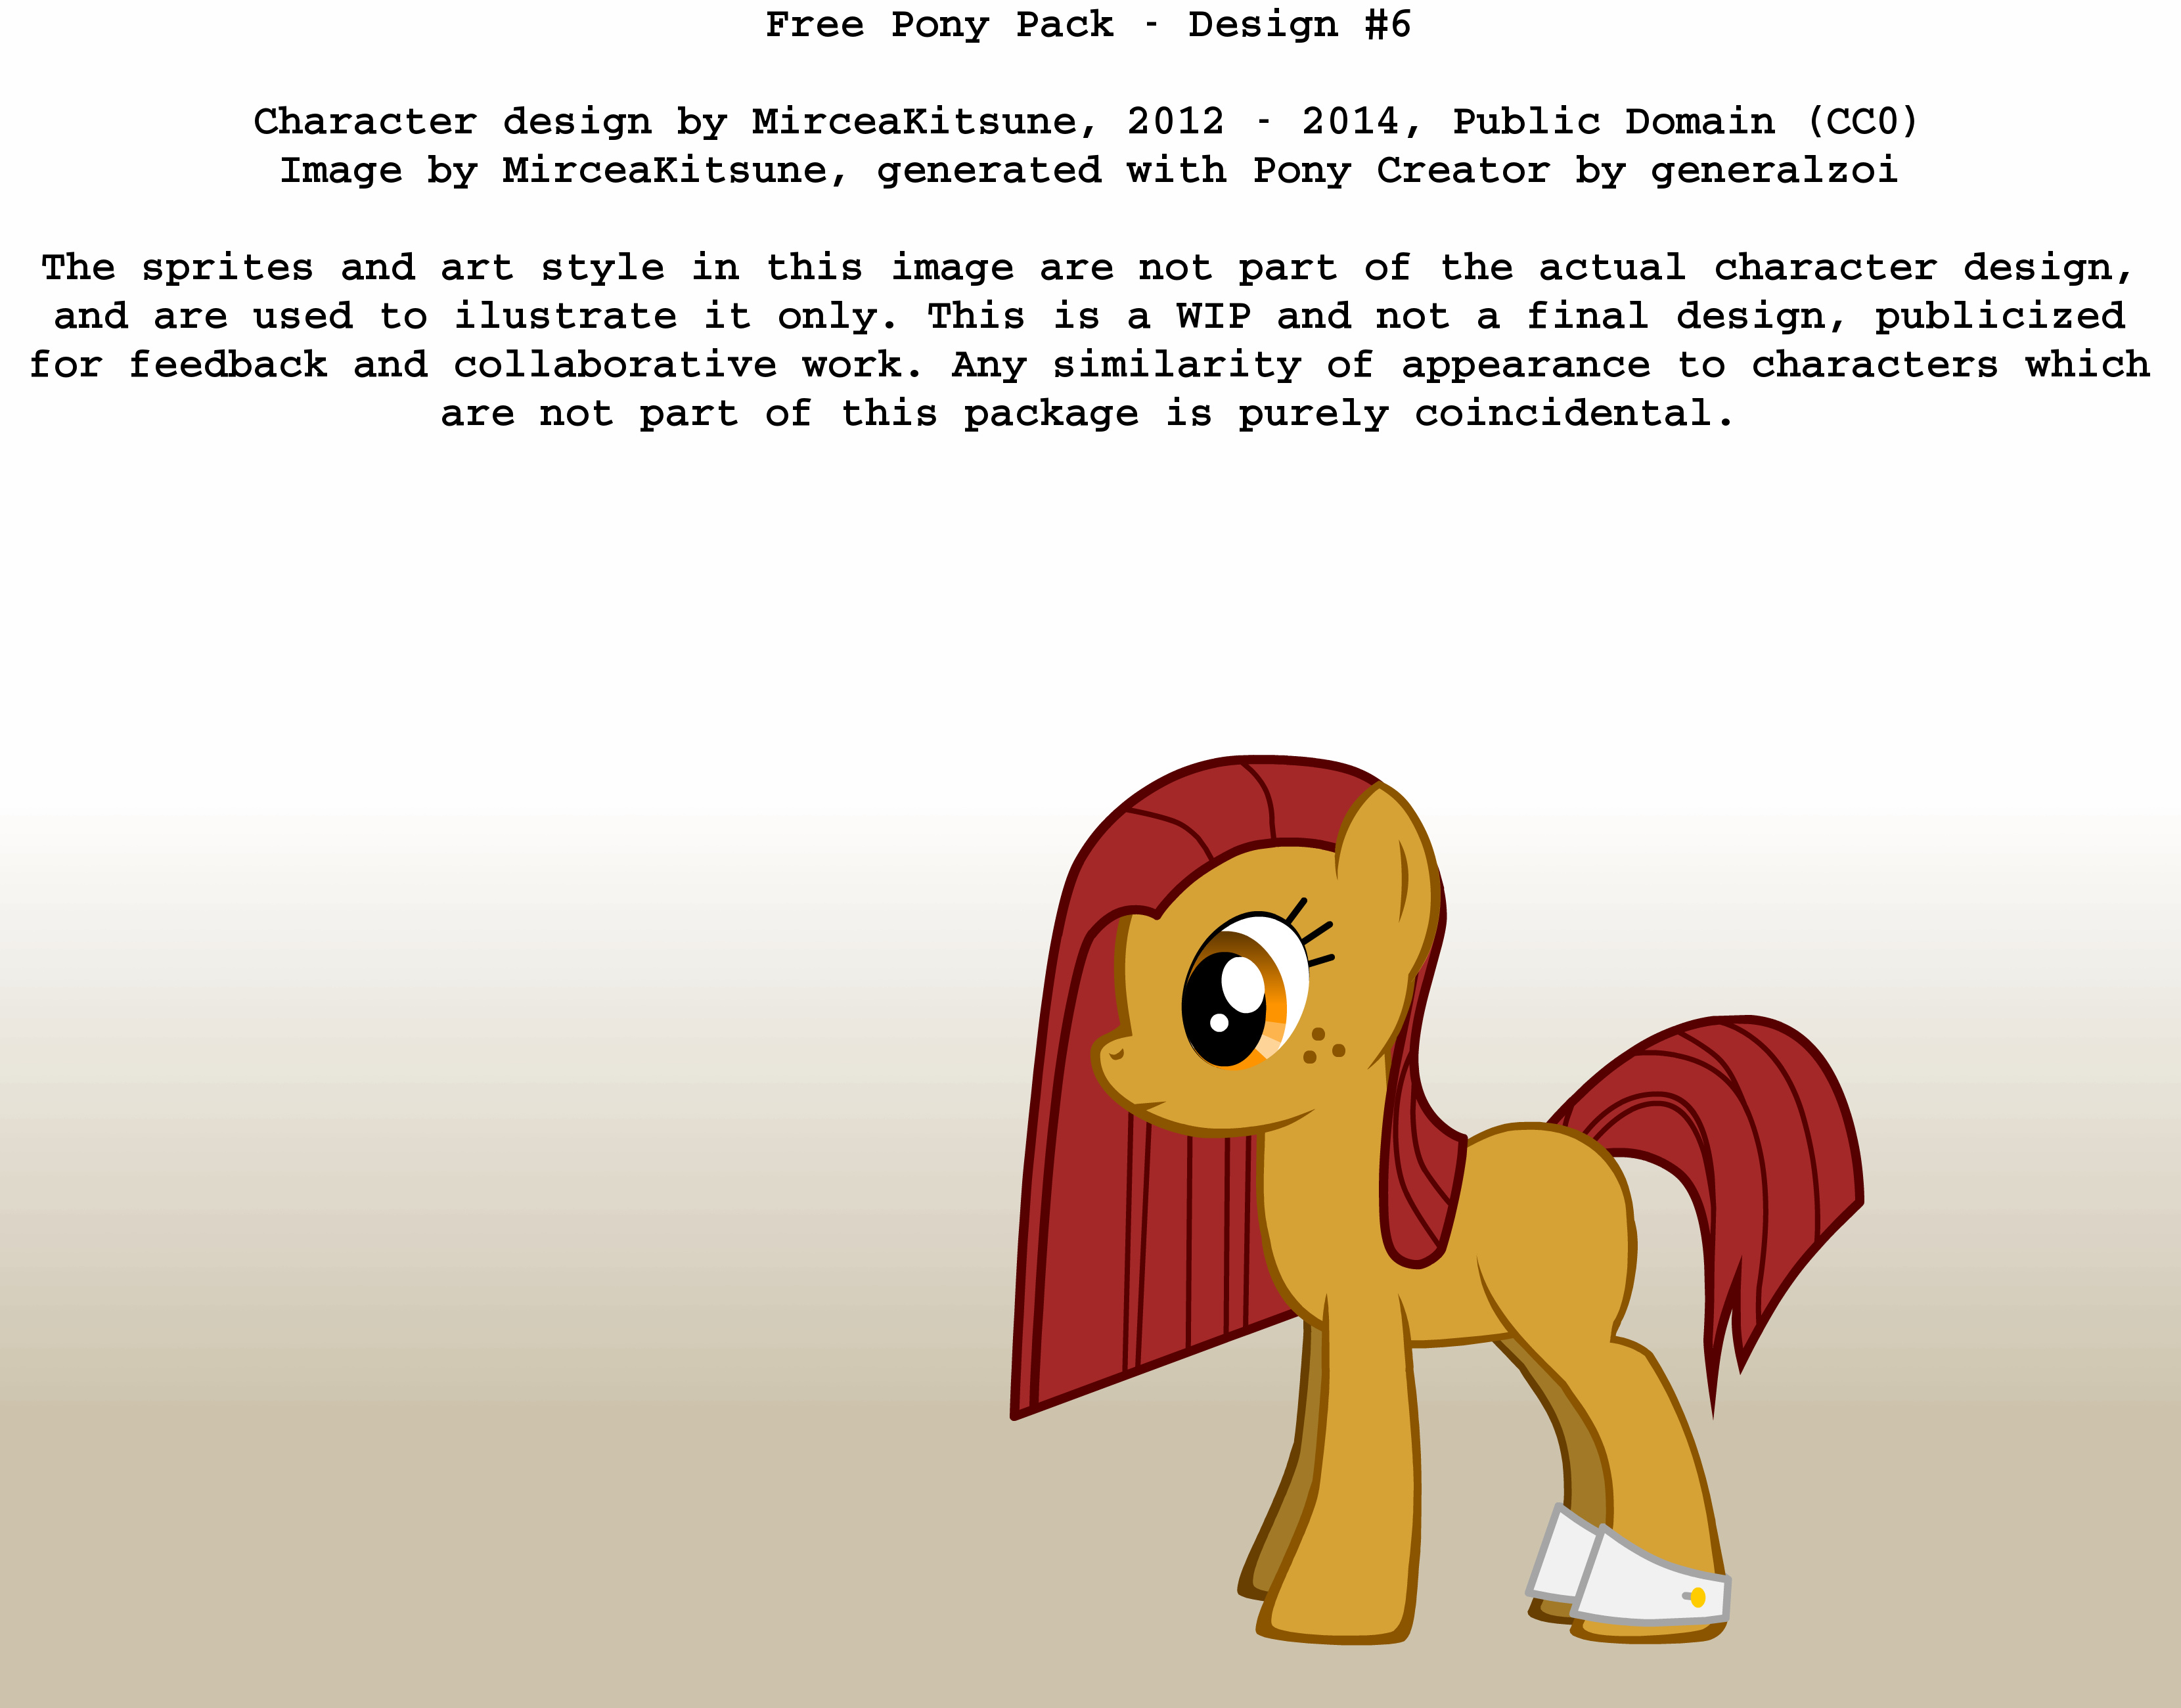 Free Pony Pack - Design #6
Character design by MirceaKitsune, 2012 - 2014, Public Domain (CC0)
Image by MirceaKitsune, generated with Pony Creator by generalzoi
The sprites and art style in this image are not part of the actual character design,
and are used to ilustrate it only. This is a WIP and not a final design, publicized
for feedback and collaborative work. Any similarity of appearance to characters which
are not part of this package is purely coincidental.